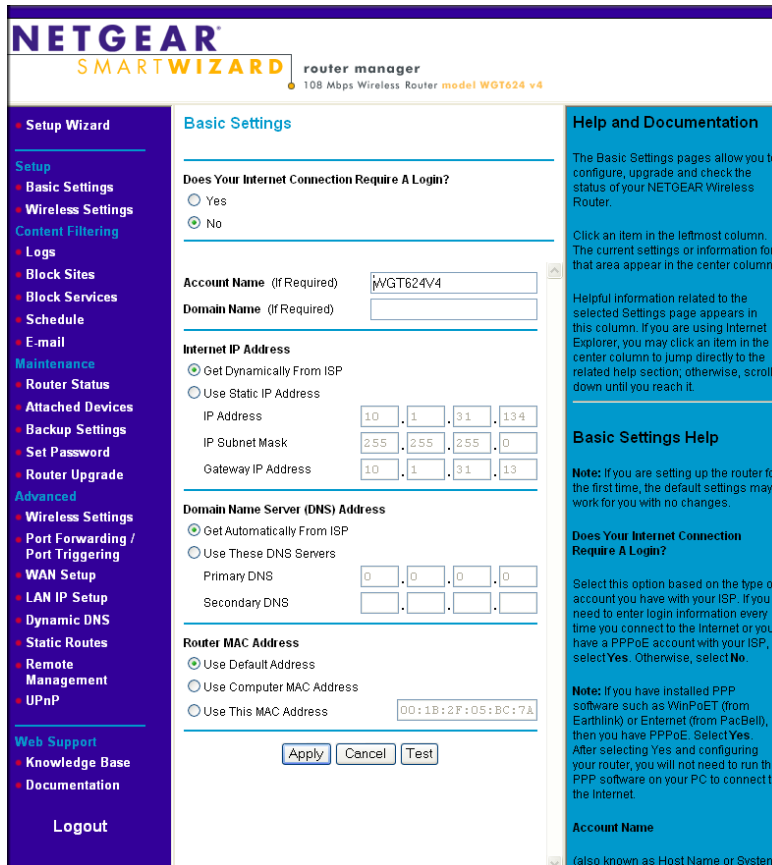 NETGEAR
SMARTWIZARD
router manager
108 Mbps Wireless Router model WGT624 v4
Setup Wizard
Setup
Basic Settings
Wireless Settings
Content Filtering
Logs
Block Sites
Block Services
Schedule
E-mail
Maintenance
Router Status
Attached Devices
Backup Settings
Set Password
Router Upgrade
Advanced
Wireless Settings
Port Forwarding /
Port Triggering
WAN Setup
LAN IP Setup
Dynamic DNS
Static Routes
Remote
Management
UPnP
Web Support
Knowledge Base
Documentation
Logout
Basic Settings
Does Your Internet Connection Require A Login?
Yes
No
Account Name (If Required) WGT624V4
Domain Name (If Required)
Internet IP Address
Get Dynamically From ISP
Use Static IP Address
IP Address 10 . 1 . 31 . 134
IP Subnet Mask 255 . 255 . 255 . 0
Gateway IP Address 10 . 1 . 31 . 13
Domain Name Server (DNS) Address
Get Automatically From ISP
Use These DNS Servers
Primary DNS 0 . 0 . 0 . 0
Secondary DNS . . .
Router MAC Address
Use Default Address
Use Computer MAC Address
Use This MAC Address 00:1B:2F:05:BC:7A
Apply Cancel Test
Help and Documentation
The Basic Settings pages allow you
configure, upgrade and check the
status of your NETGEAR Wireless
Router.
Click an item in the leftmost column.
The current settings or information for
that area appear in the center column
Helpful information related to the
selected Settings page appears in
this column. If you are using Internet
Explorer, you may click an item in the
center column to jump directly to the
related help section; otherwise, scroll
down until you reach it.
Basic Settings Help
Note: If you are setting up the router
the first time, the default settings may
work for you with no changes.
Does Your Internet Connection
Require A Login?
Select this option based on the type
account you have with your ISP. If you
need to enter login information every
time you connect to the Internet or you
have a PPPoE account with your ISP,
select Yes. Otherwise, select No.
Note: If you have installed PPP
software such as WinPoET (from
Earthlink) or Enternet (from PacBell),
then you have PPPoE. Select Yes.
After selecting Yes and configuring
your router, you will not need to run
PPP software on your PC to connect
the Internet.
Account Name
(also known as Host Name or System